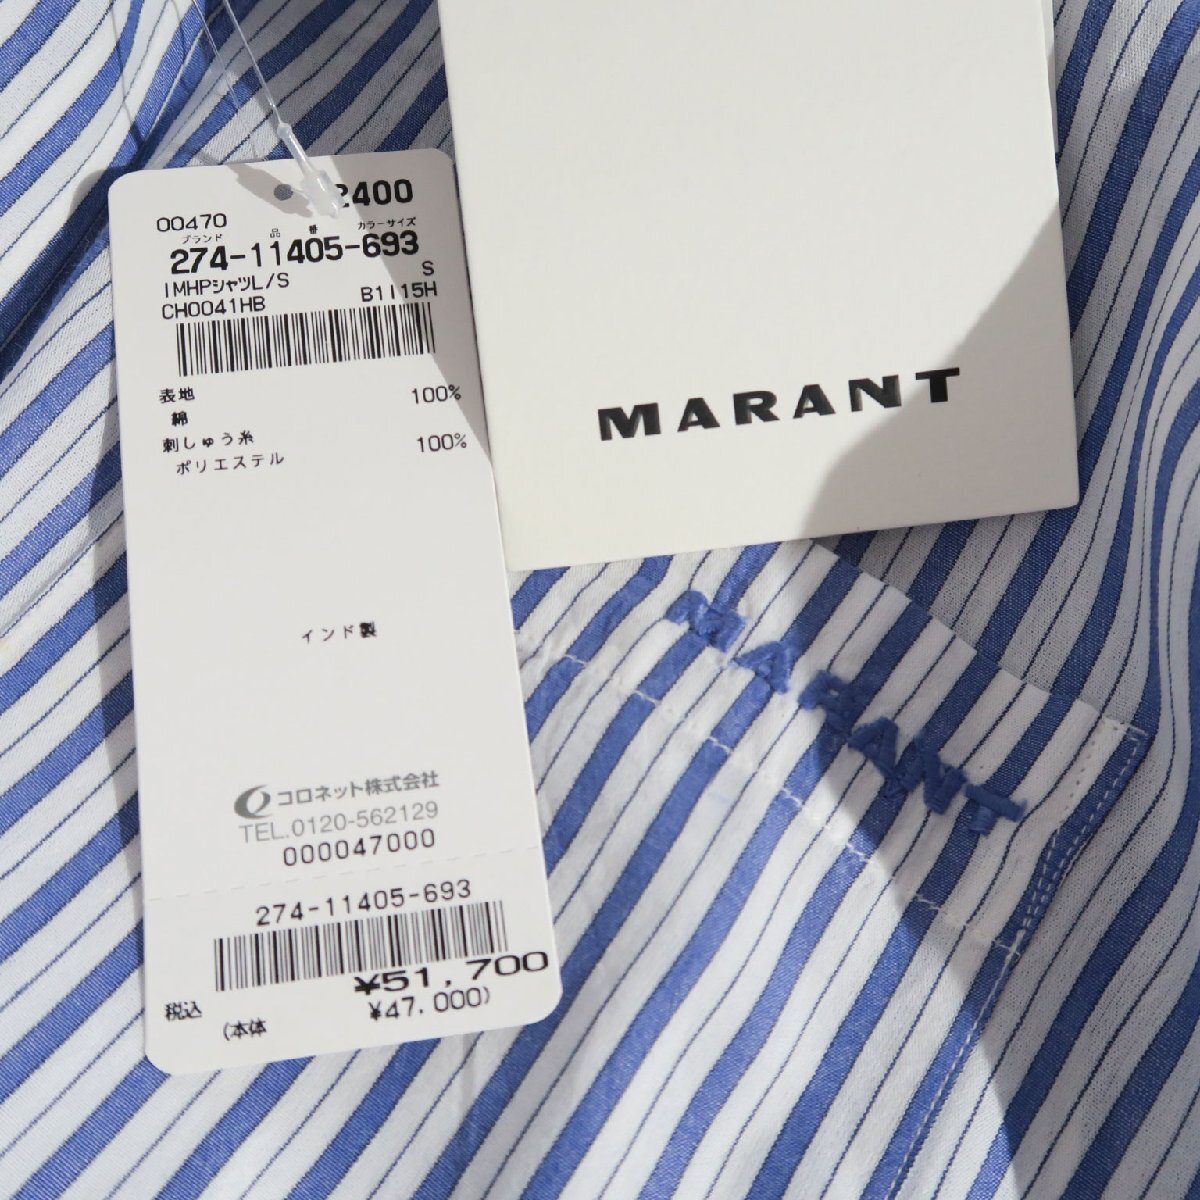 2400
00470
ブランド 品番 カラーサイズ
274-11405-693
IMHPシャツL/S S
CH0041HB B1I15H
表地
綿 100%
刺しゅう糸
ポリエステル 100%
インド製
コロネット株式会社
TEL.0120-562129
000047000
274-11405-693
税込 ¥51,700
(本体 ¥47.000)
MARANT
MARANT